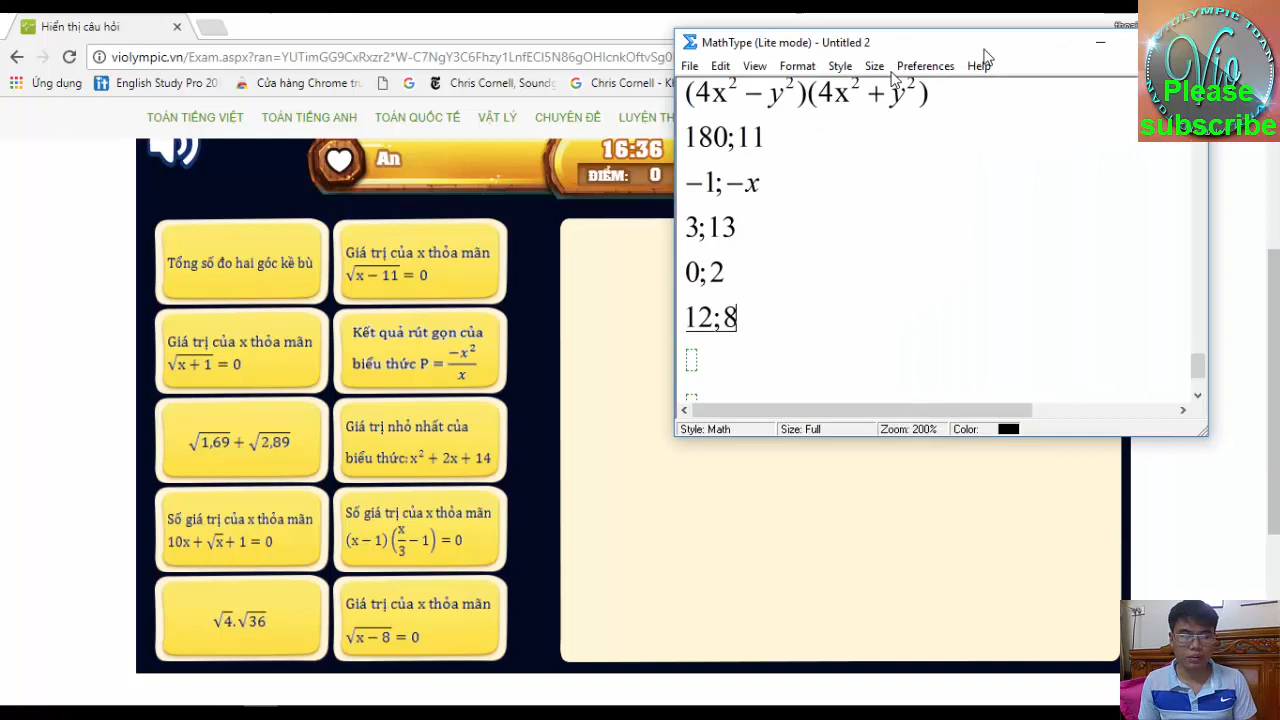 Hiển thị câu hỏi
violympic.vn/Exam.aspx?ran=YUTimGG9CxRxzr2*W-C7NgY3C6Fhzy1LnfECI5N86gOHlcnkOftvSg0
Ứng dụng
English Study Pro 20
Cửa hàng Chrome T
Chris Cornell, Sound
Chris Cornell
TOÁN TIẾNG VIỆT TOÁN TIẾNG ANH TOÁN QUỐC TẾ VẬT LÝ CHUYÊN ĐỀ LUYỆN TH
An
16:36
ĐIỂM: 0
Tổng số đo hai góc kề bù
Giá trị của x thỏa mãn
√(x − 11) = 0
Giá trị của x thỏa mãn
√(x + 1) = 0
Kết quả rút gọn của
biểu thức P = −x²/x
√1,69 + √2,89
Giá trị nhỏ nhất của
biểu thức: x² + 2x + 14
Số giá trị của x thỏa mãn
10x + √x + 1 = 0
Số giá trị của x thỏa mãn
(x − 1)(x/3 − 1) = 0
√4.√36
Giá trị của x thỏa mãn
√(x − 8) = 0
MathType (Lite mode) - Untitled 2
File Edit View Format Style Size Preferences Help
(4x² − y²)(4x² + y²)
180;11
−1;−x
3;13
0;2
12;8
Style: Math Size: Full Zoom: 200% Color:
Vio
Please
subscribe